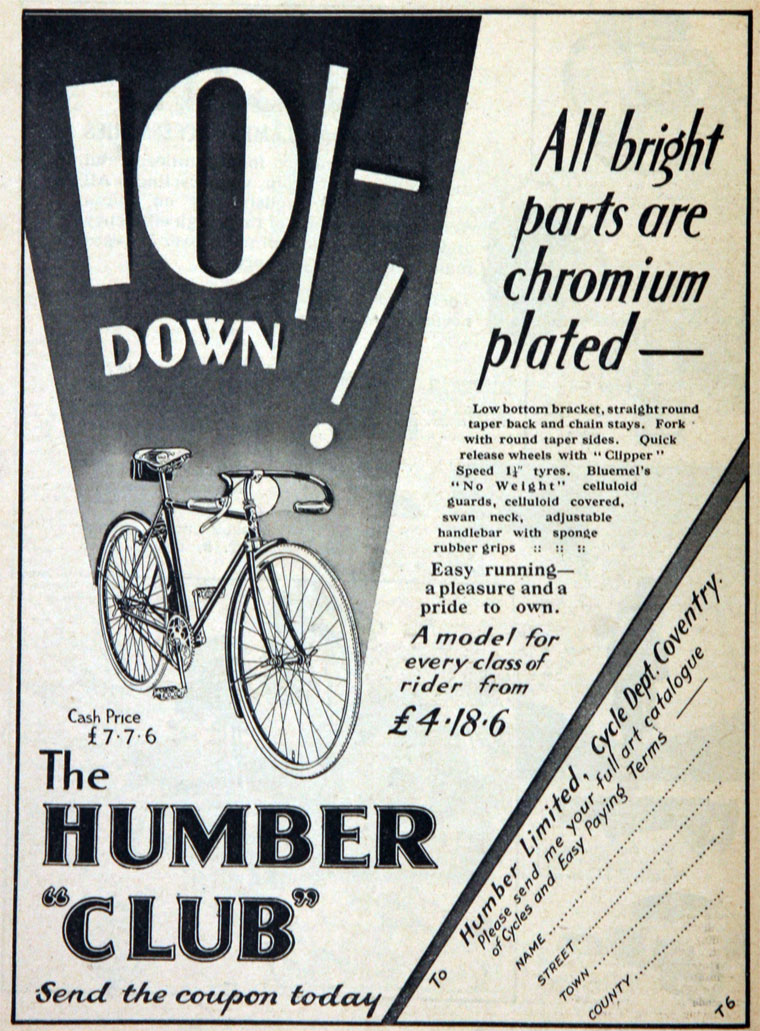 10/-!
DOWN
All bright
parts are
chromium
plated—
Low bottom bracket, straight round
taper back and chain stays. Fork
with round taper sides. Quick
release wheels with "Clipper"
Speed 1¼" tyres. Bluemel's
"No Weight" celluloid
guards, celluloid covered,
swan neck, adjustable
handlebar with sponge
rubber grips :: :: ::
Easy running—
a pleasure and a
pride to own.
A model for
every class of
rider from
£4·18·6
Cash Price
£7·7·6
The
HUMBER
"CLUB"
Send the coupon today
To Humber Limited, Cycle Dept. Coventry.
Please send me your full art catalogue
of Cycles and Easy Paying Terms —
NAME
STREET
TOWN
COUNTY
T6